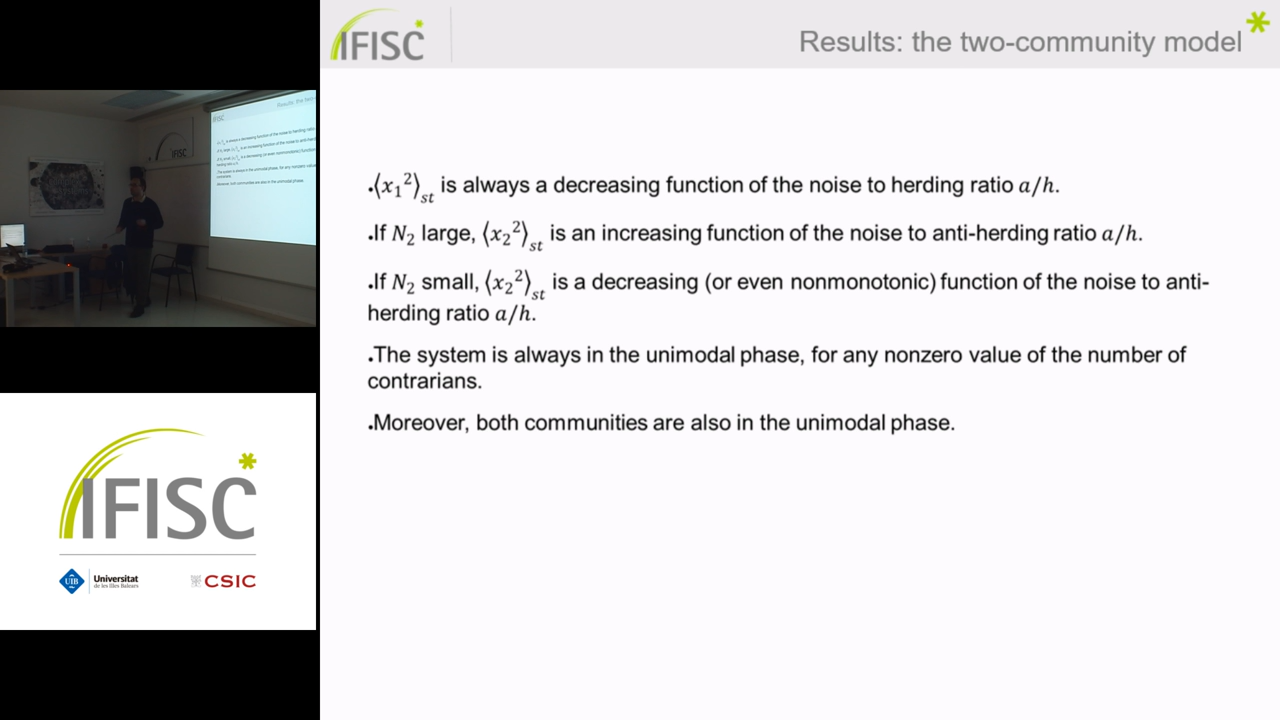 IFISC
Results: the two-community model
.⟨x₁²⟩st is always a decreasing function of the noise to herding ratio a/h.
.If N₂ large, ⟨x₂²⟩st is an increasing function of the noise to anti-herding ratio a/h.
.If N₂ small, ⟨x₂²⟩st is a decreasing (or even nonmonotonic) function of the noise to anti-
herding ratio a/h.
.The system is always in the unimodal phase, for any nonzero value of the number of
contrarians.
.Moreover, both communities are also in the unimodal phase.
IFISC
IFISC
IFISC
UIB
Universitat
de les Illes Balears
CSIC